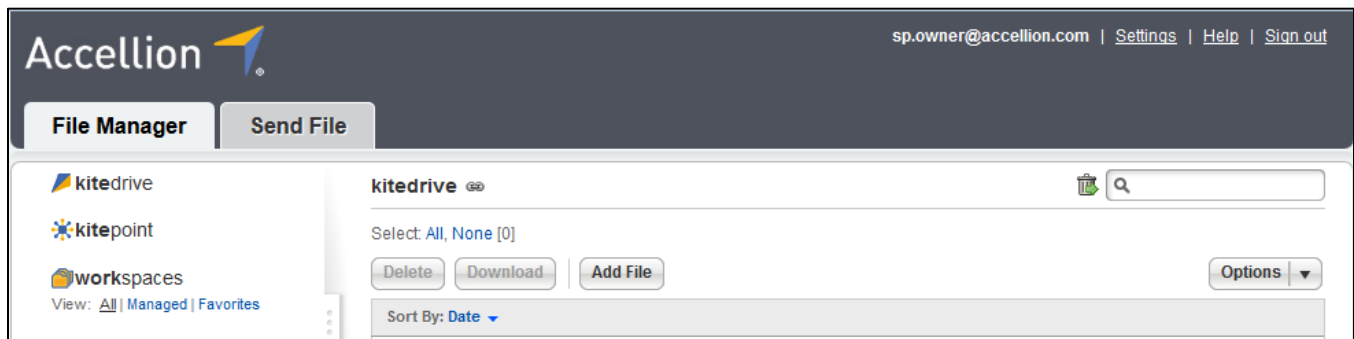 Accellion ®
sp.owner@accellion.com | Settings | Help | Sign out
File Manager
Send File
kitedrive
kitepoint
workspaces
View: All | Managed | Favorites
kitedrive
Select: All, None [0]
Delete
Download
Add File
Options
Sort By: Date